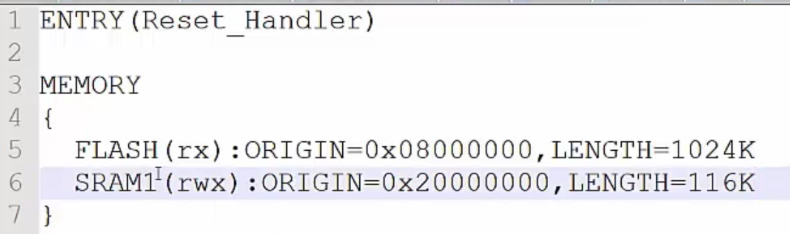 1 ENTRY(Reset_Handler)
2
3 MEMORY
4 {
5 FLASH(rx):ORIGIN=0x08000000,LENGTH=1024K
6 SRAM1(rwx):ORIGIN=0x20000000,LENGTH=116K
7 }